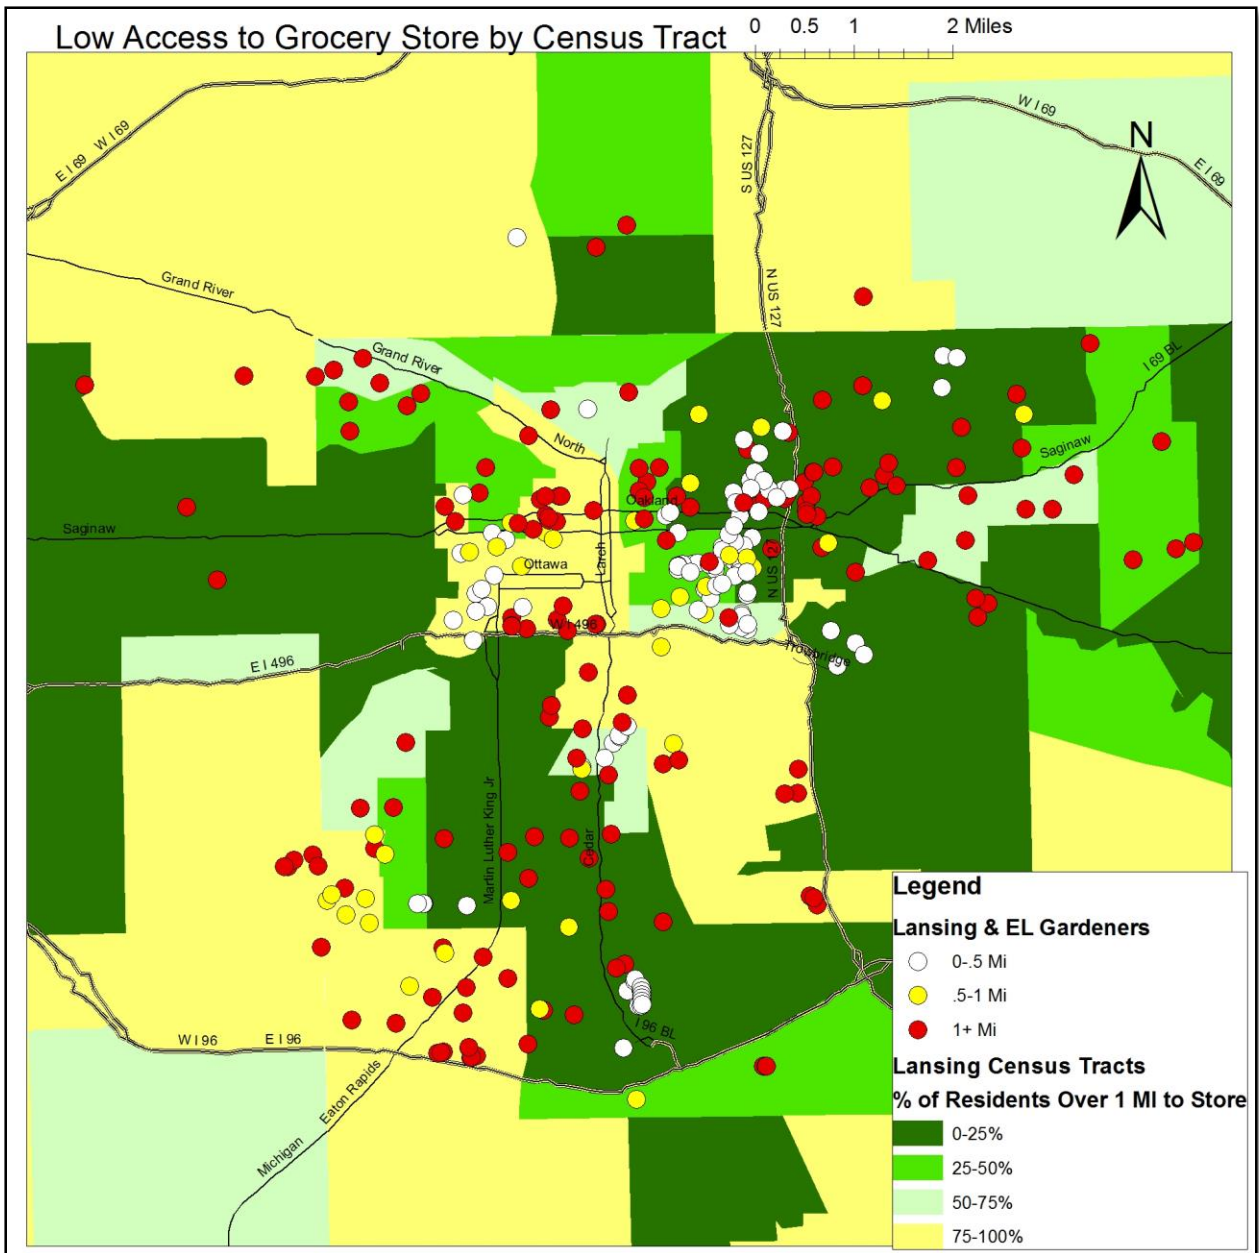 Low Access to Grocery Store by Census Tract
0 0.5 1 2 Miles
W I 69
E I 69
W I 69
E I 69
S US 127
N
N US 127
Grand River
Grand River
I 69 BL
North
Saginaw
Oakland
Saginaw
Ottawa
Larch
N US 127
W I 496
Trowbridge
E I 496
Martin Luther King Jr
Cedar
I 96 BL
W I 96
E I 96
Eaton Rapids
Michigan
Legend
Lansing & EL Gardeners
0-.5 Mi
.5-1 Mi
1+ Mi
Lansing Census Tracts
% of Residents Over 1 MI to Store
0-25%
25-50%
50-75%
75-100%